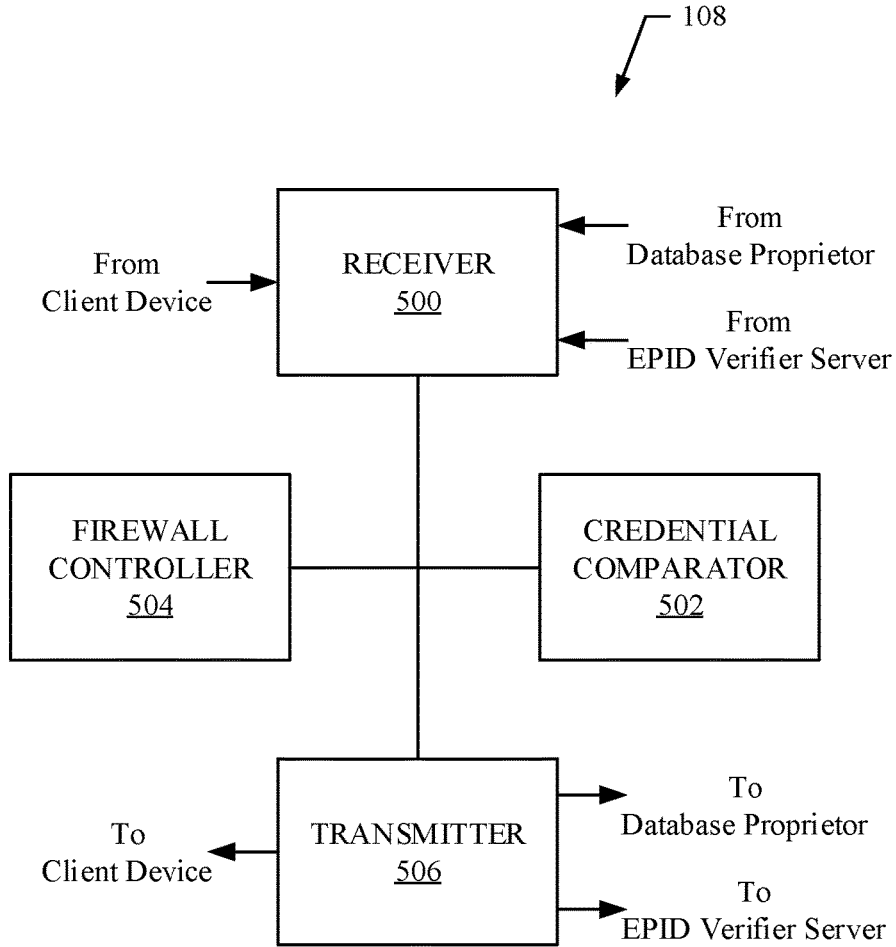 108
From
Client Device
RECEIVER
500
From
Database Proprietor
From
EPID Verifier Server
FIREWALL
CONTROLLER
504
CREDENTIAL
COMPARATOR
502
To
Client Device
TRANSMITTER
506
To
Database Proprietor
To
EPID Verifier Server